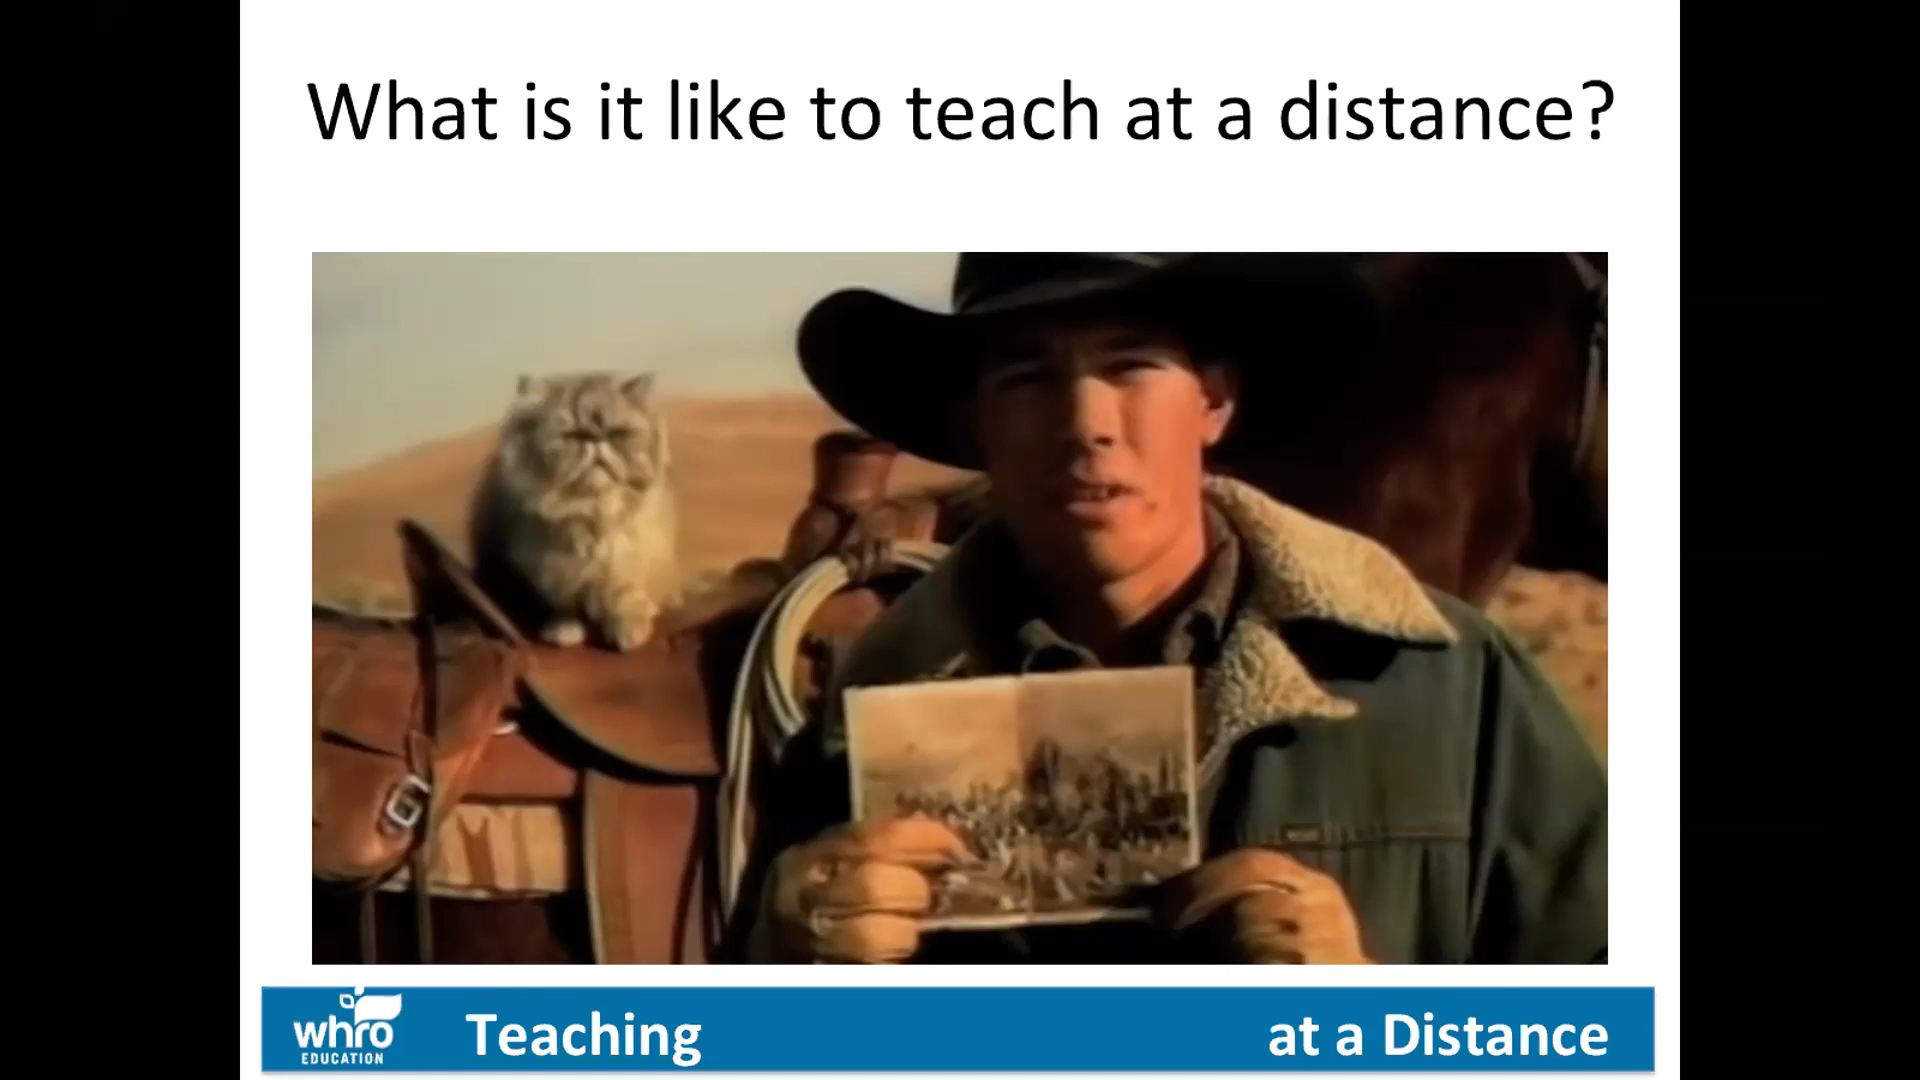 What is it like to teach at a distance?
whro
EDUCATION
Teaching at a Distance